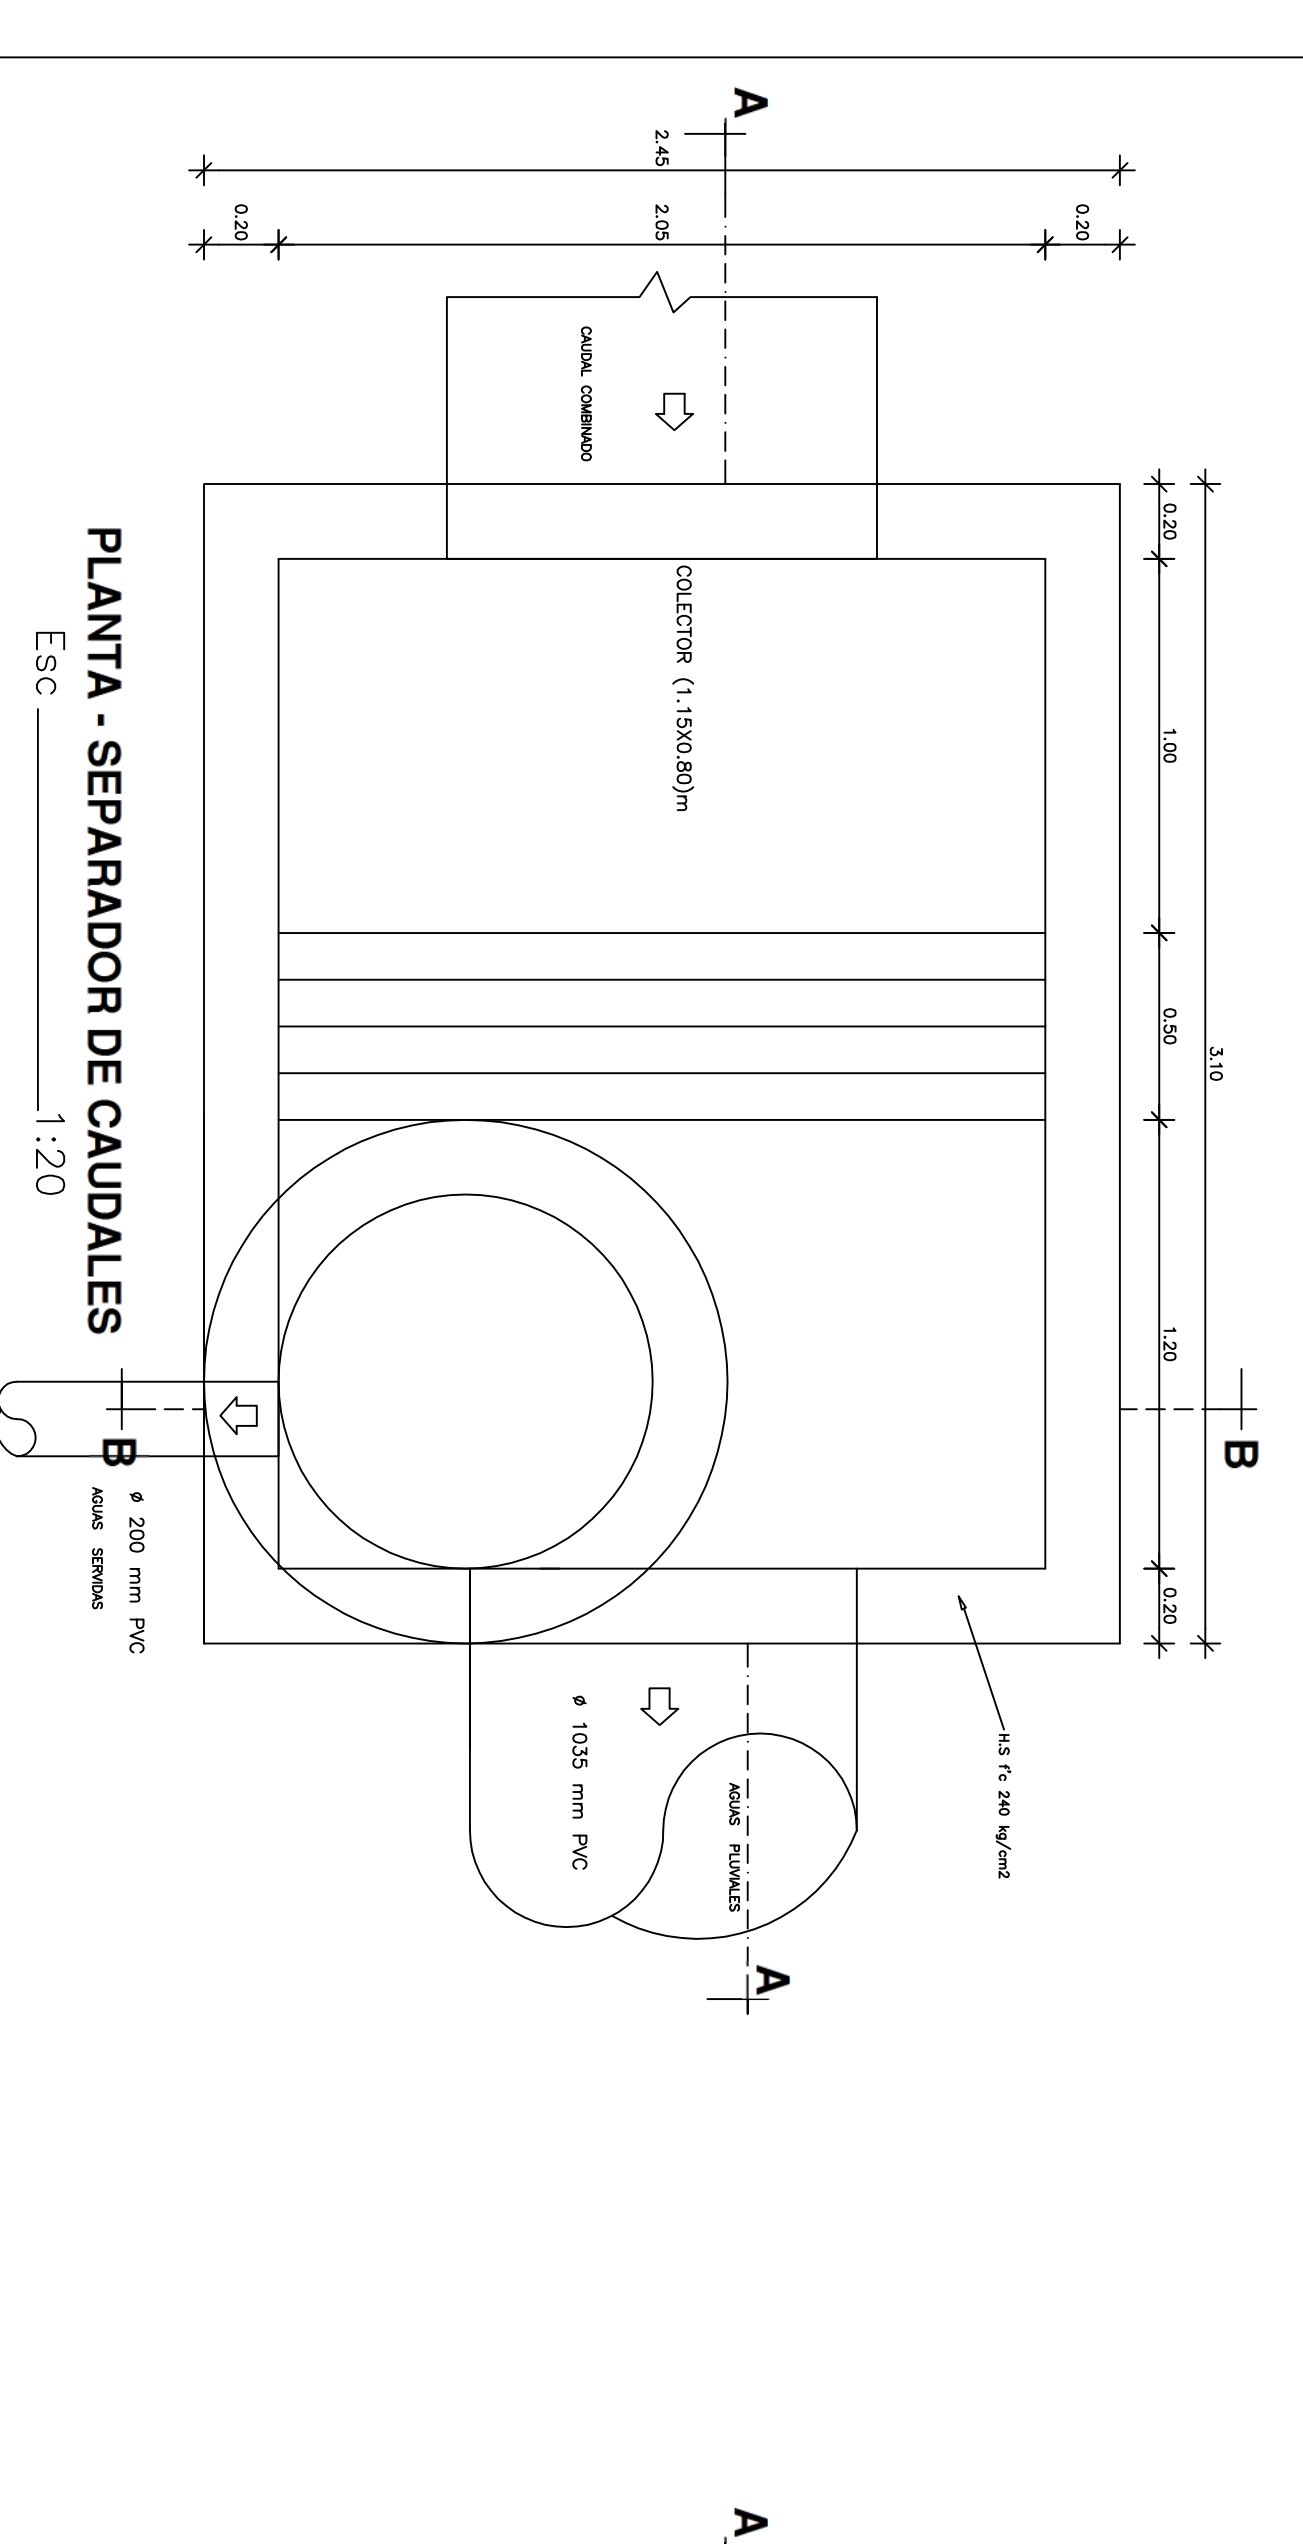 A
2.45
0.20
2.05
0.20
CAUDAL COMBINADO
COLECTOR (1.15X0.80)m
0.20
1.00
0.50
1.20
0.20
3.10
B
B
Ø 200 mm PVC
AGUAS SERVIDAS
H.S f'c 240 kg/cm2
Ø 1035 mm PVC
AGUAS PLUVIALES
A
PLANTA - SEPARADOR DE CAUDALES
Esc 1:20
A